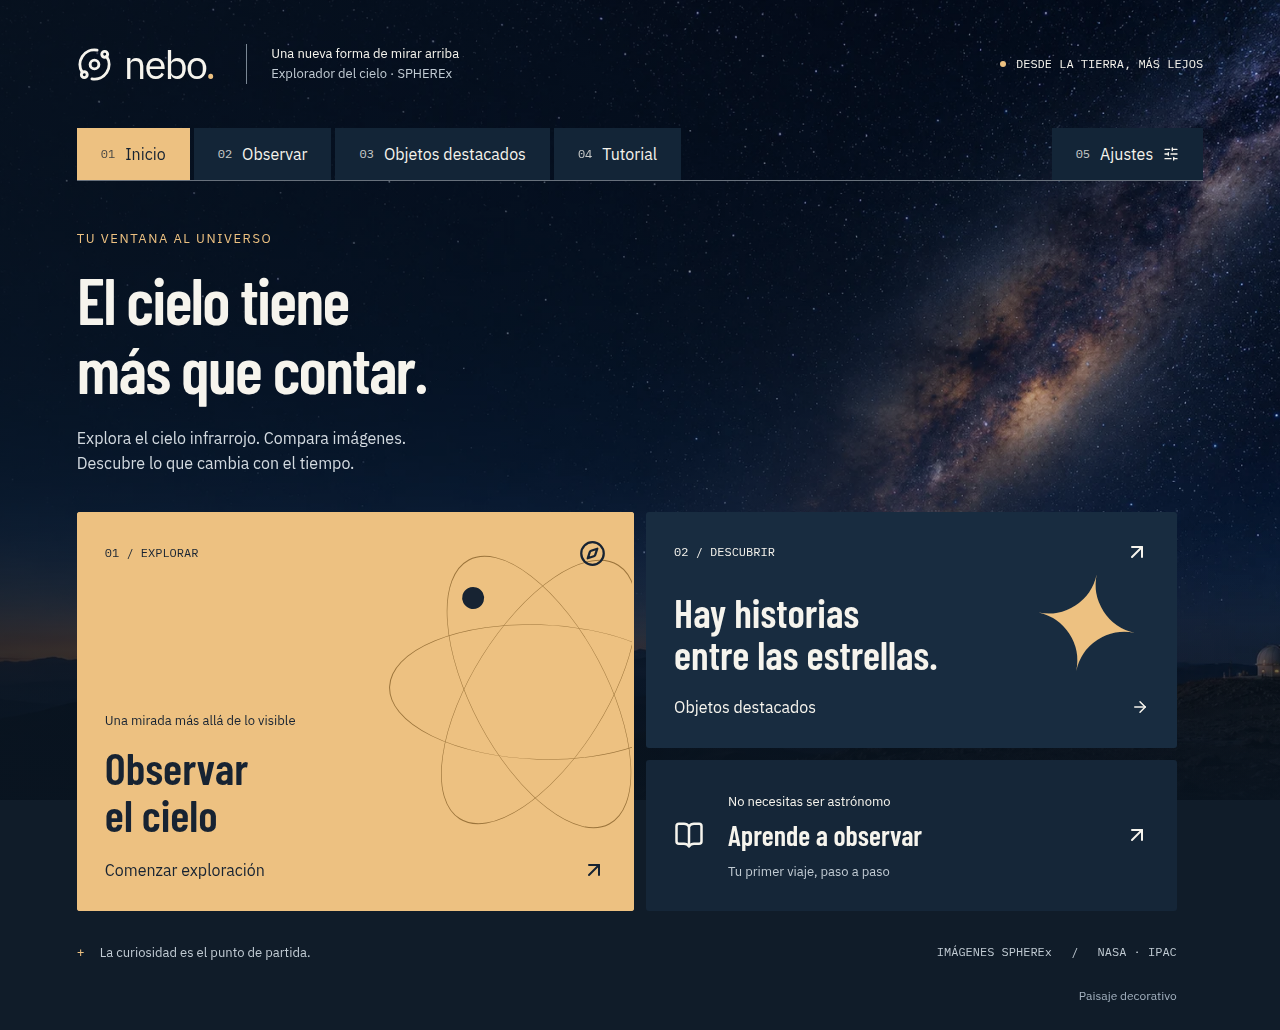 nebo.
Una nueva forma de mirar arriba
Explorador del cielo · SPHEREx
DESDE LA TIERRA, MÁS LEJOS
01 Inicio
02 Observar
03 Objetos destacados
04 Tutorial
05 Ajustes
TU VENTANA AL UNIVERSO
El cielo tiene
más que contar.
Explora el cielo infrarrojo. Compara imágenes.
Descubre lo que cambia con el tiempo.
01 / EXPLORAR
Una mirada más allá de lo visible
Observar
el cielo
Comenzar exploración
02 / DESCUBRIR
Hay historias
entre las estrellas.
Objetos destacados
No necesitas ser astrónomo
Aprende a observar
Tu primer viaje, paso a paso
+ La curiosidad es el punto de partida.
IMÁGENES SPHEREx / NASA · IPAC
Paisaje decorativo